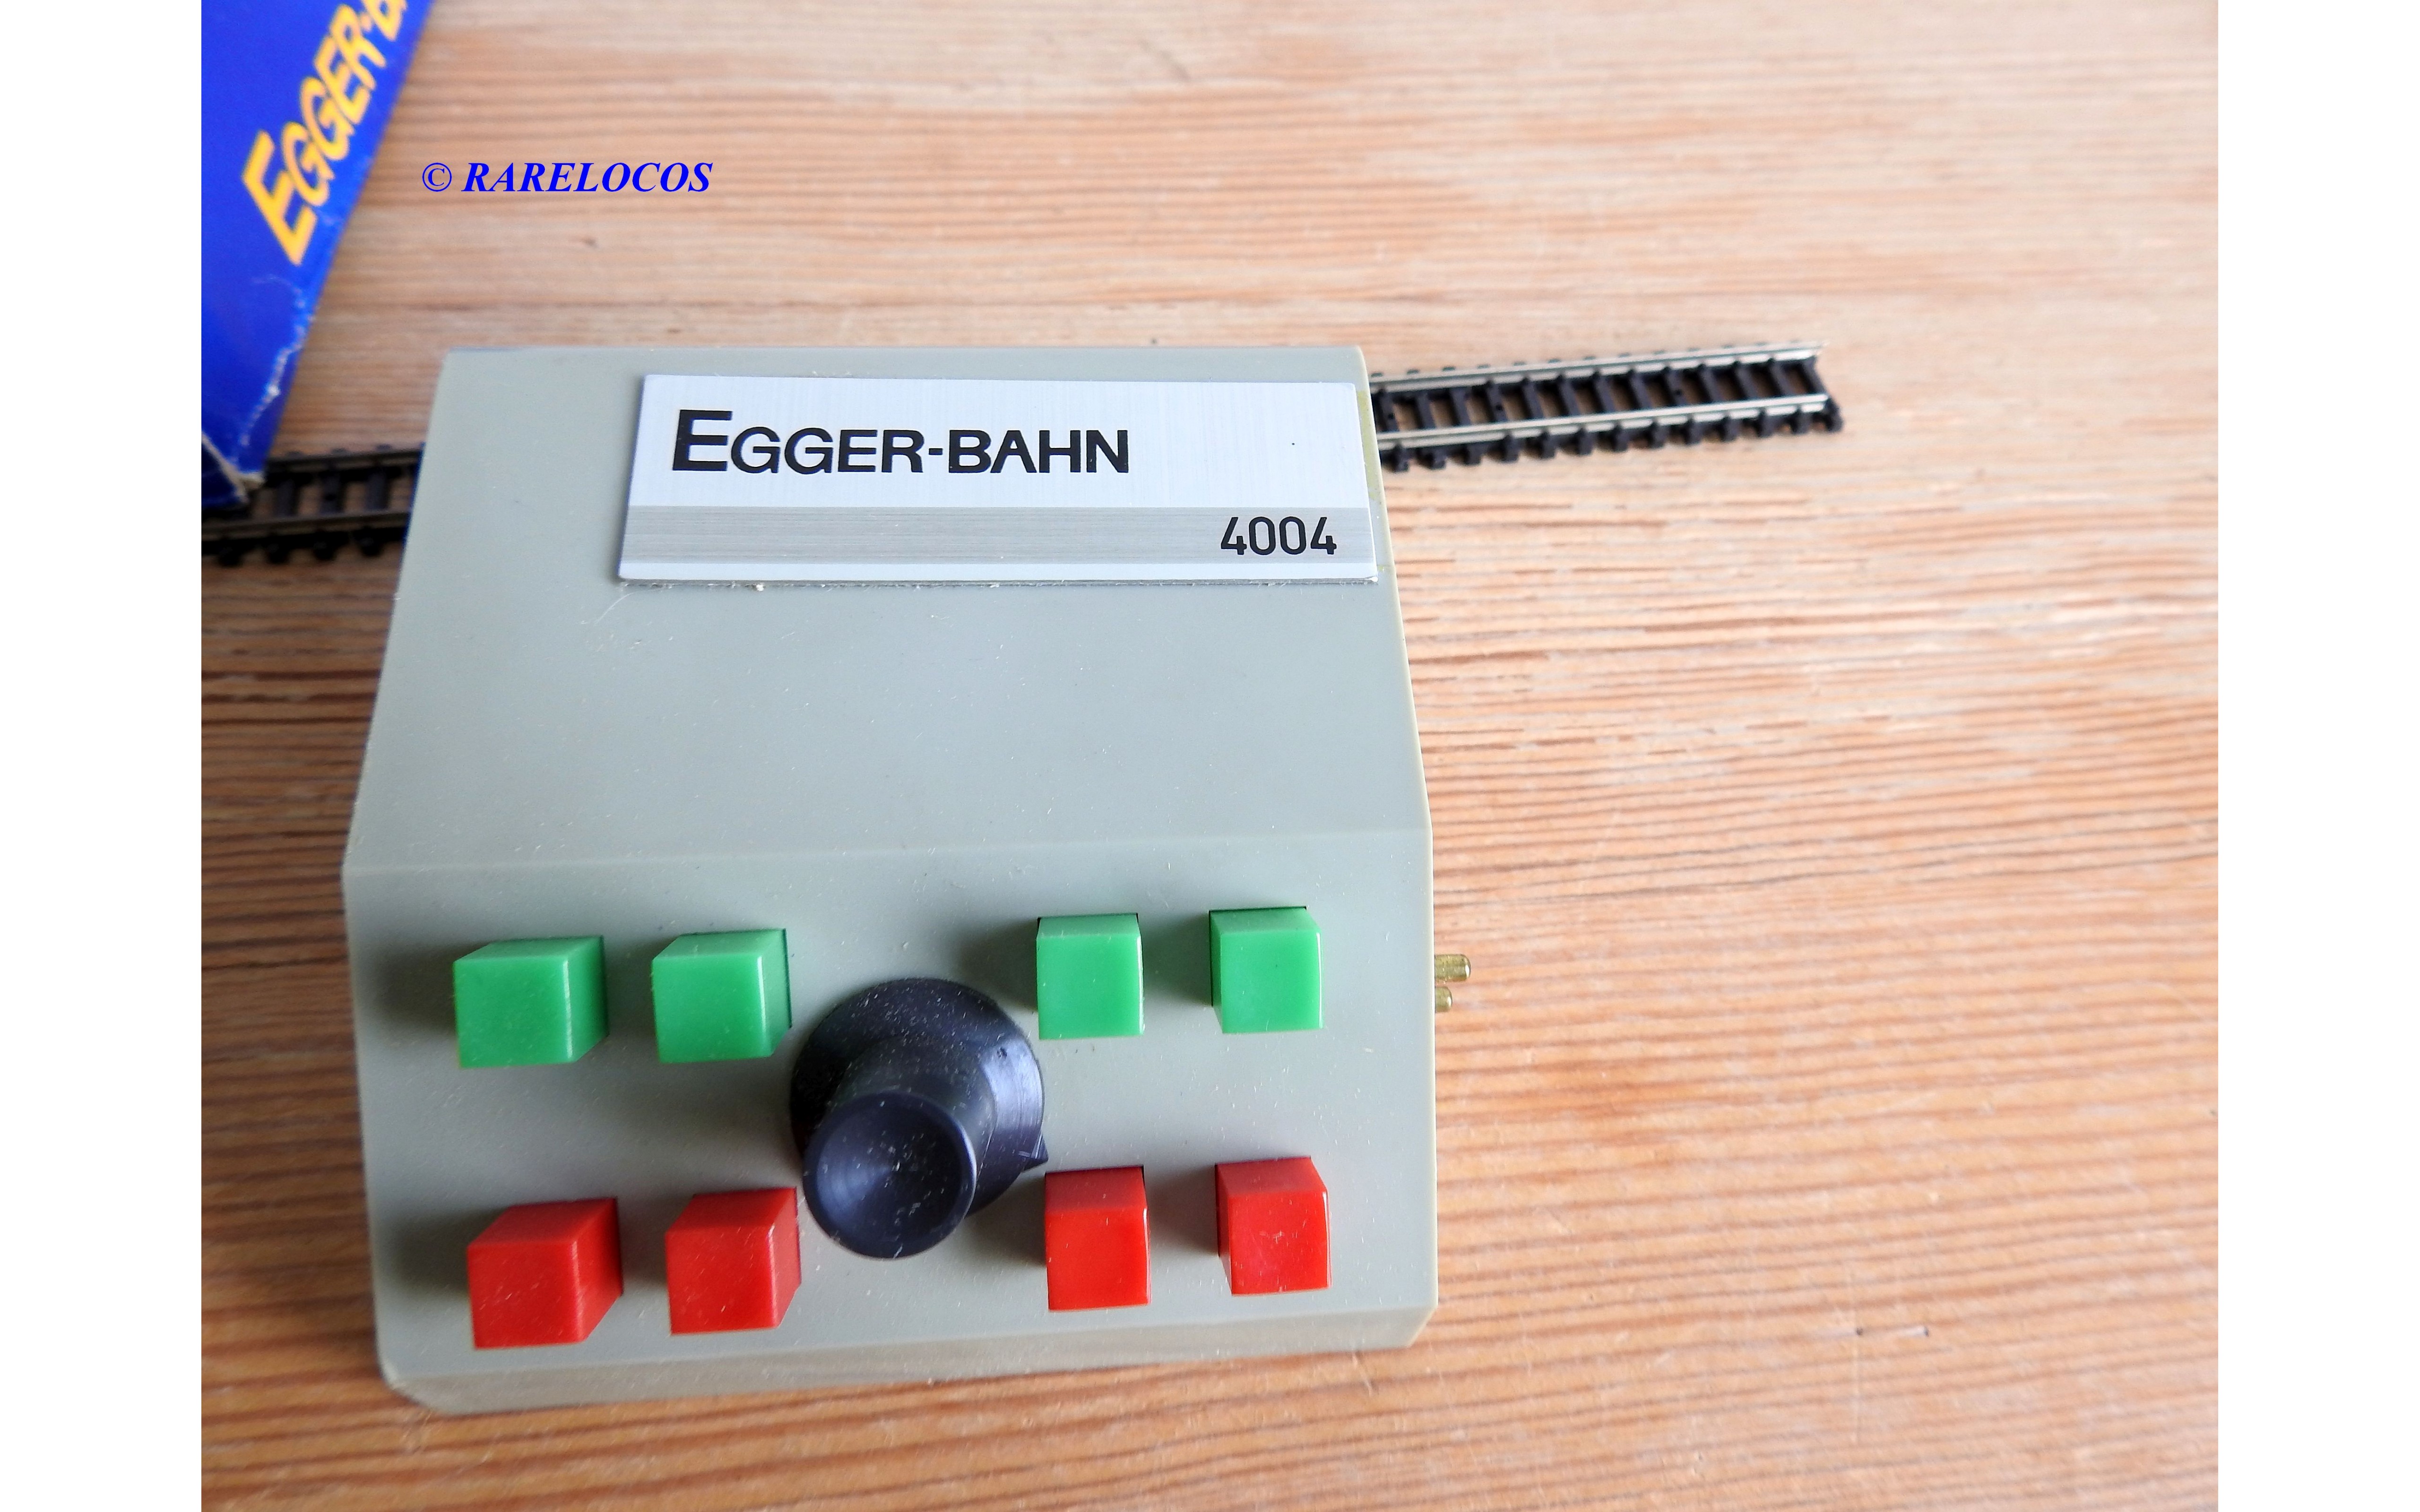 EGGER-B
© RARELOCOS
EGGER-BAHN
4004